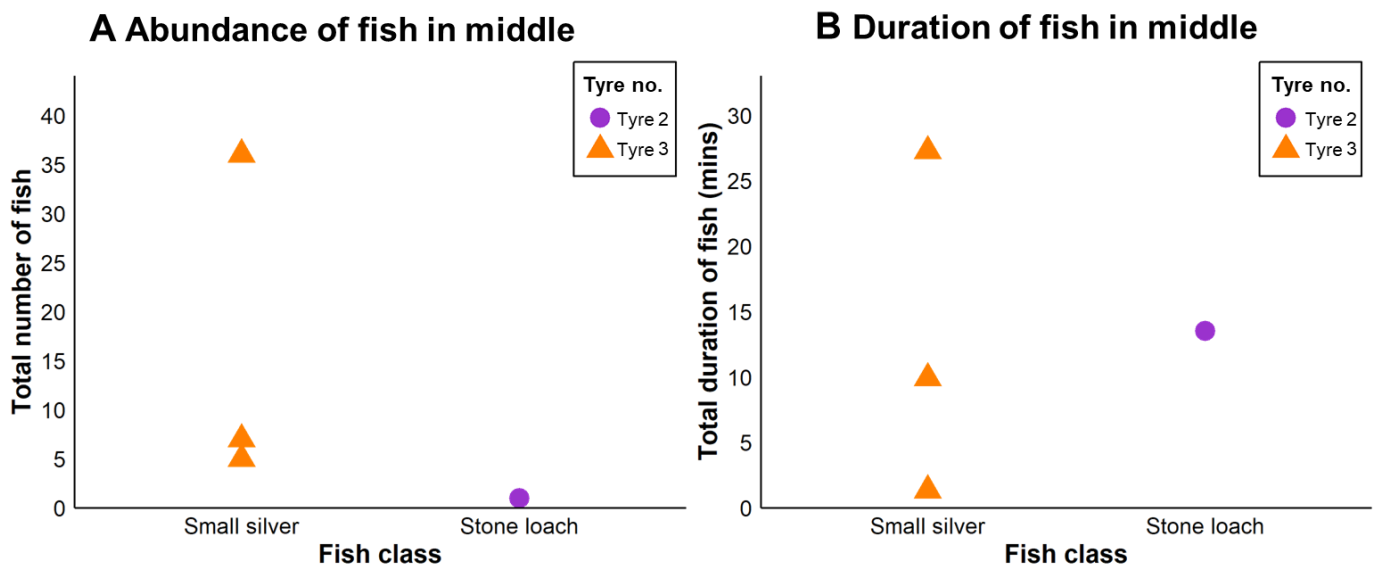 A Abundance of fish in middle
Tyre no.
Tyre 2
Tyre 3
Total number of fish
40
35
30
25
20
15
10
5
0
Small silver
Stone loach
Fish class
B Duration of fish in middle
Tyre no.
Tyre 2
Tyre 3
Total duration of fish (mins)
30
25
20
15
10
5
0
Small silver
Stone loach
Fish class